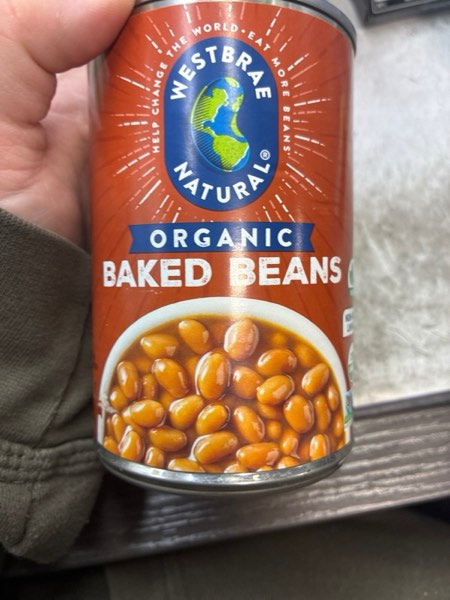 HELP CHANGE THE WORLD • EAT MORE BEANS
WESTBRAE
NATURAL®
ORGANIC
BAKED BEANS